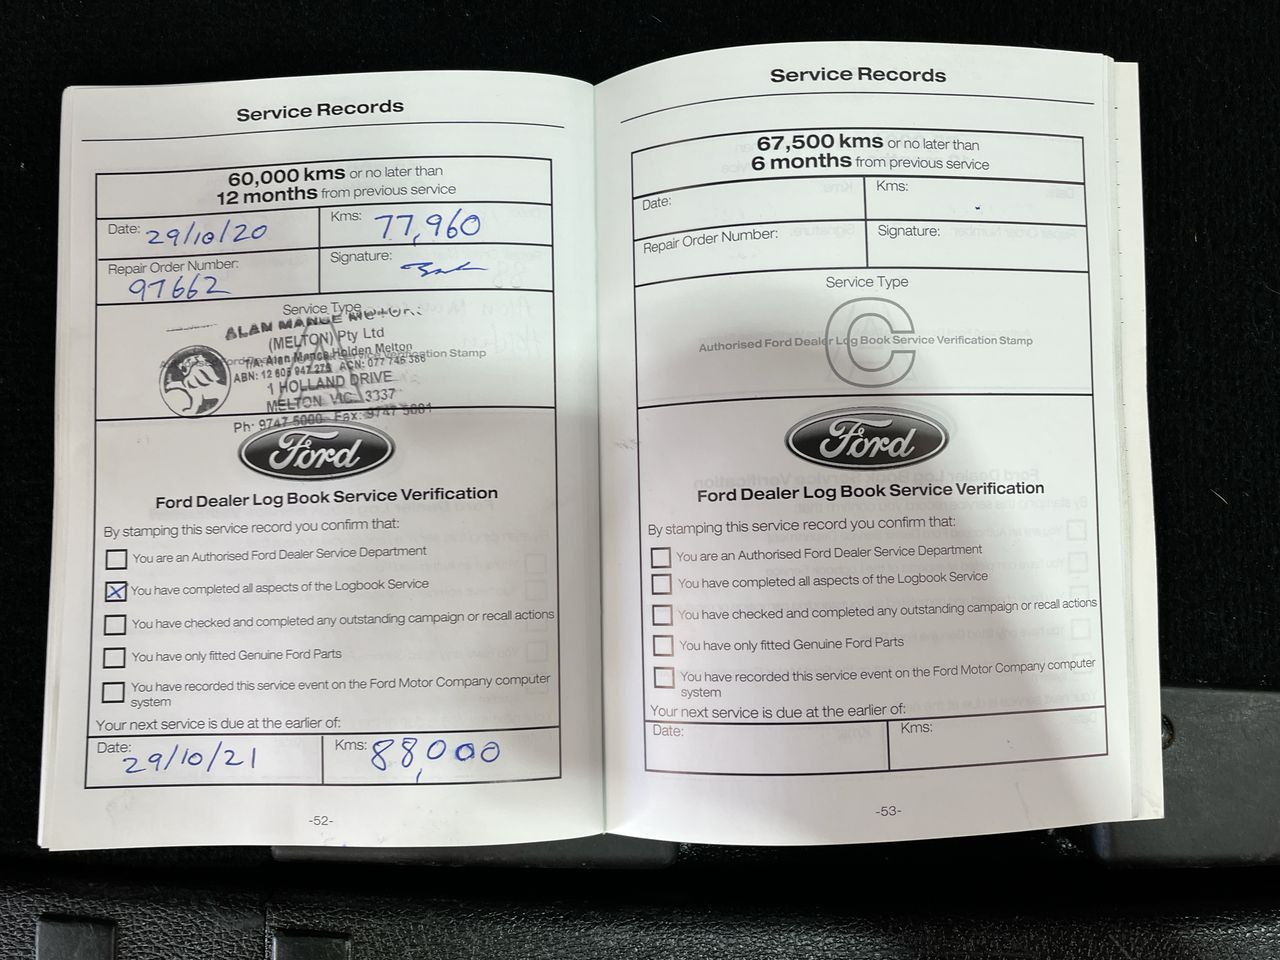 Service Records
60,000 kms or no later than
12 months from previous service
Date: 29/10/20
Kms: 77,960
Repair Order Number:
97662
Signature:
Service Type
ALAN MANCE Motors
(MELTON) Pty Ltd
T/A: Alan Mance Holden Melton
Service Verification Stamp
ABN: 12 605 947 275 ACN: 077 746 386
1 HOLLAND DRIVE
MELTON VIC. 3337
Ph: 9747 5000 Fax: 9747 5001
Ford
Ford Dealer Log Book Service Verification
By stamping this service record you confirm that:
You are an Authorised Ford Dealer Service Department
X You have completed all aspects of the Logbook Service
You have checked and completed any outstanding campaign or recall actions
You have only fitted Genuine Ford Parts
You have recorded this service event on the Ford Motor Company computer
system
Your next service is due at the earlier of:
Date: 29/10/21
Kms: 88,000
-52-
Service Records
67,500 kms or no later than
6 months from previous service
Date:
Kms:
Repair Order Number:
Signature:
Service Type
C
Authorised Ford Dealer Log Book Service Verification Stamp
Ford
Ford Dealer Log Book Service Verification
By stamping this service record you confirm that:
You are an Authorised Ford Dealer Service Department
You have completed all aspects of the Logbook Service
You have checked and completed any outstanding campaign or recall actions
You have only fitted Genuine Ford Parts
You have recorded this service event on the Ford Motor Company computer
system
Your next service is due at the earlier of:
Date:
Kms:
-53-